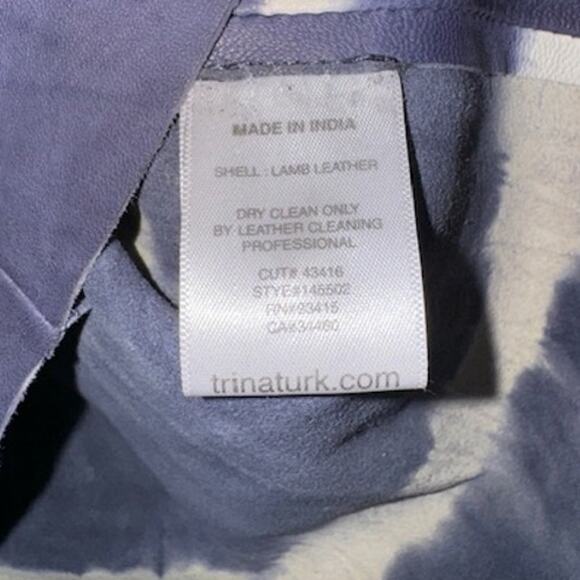 MADE IN INDIA
SHELL : LAMB LEATHER
DRY CLEAN ONLY
BY LEATHER CLEANING
PROFESSIONAL
CUT# 43416
STYE#145502
RN#93415
CA#34460
trinaturk.com